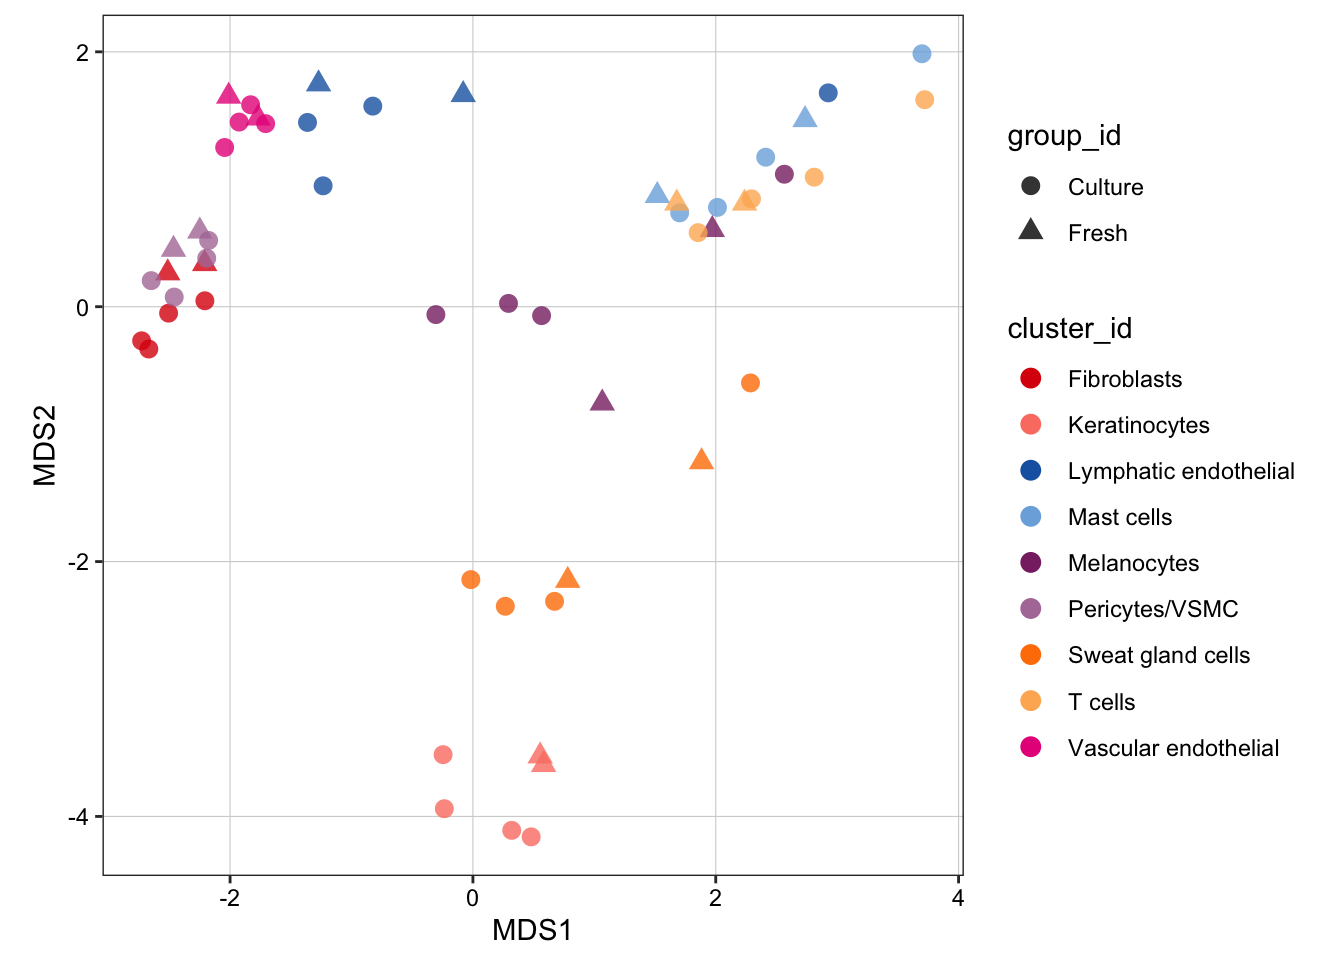 2
0
-2
-4
MDS2
-2
0
2
4
MDS1
group_id
Culture
Fresh
cluster_id
Fibroblasts
Keratinocytes
Lymphatic endothelial
Mast cells
Melanocytes
Pericytes/VSMC
Sweat gland cells
T cells
Vascular endothelial